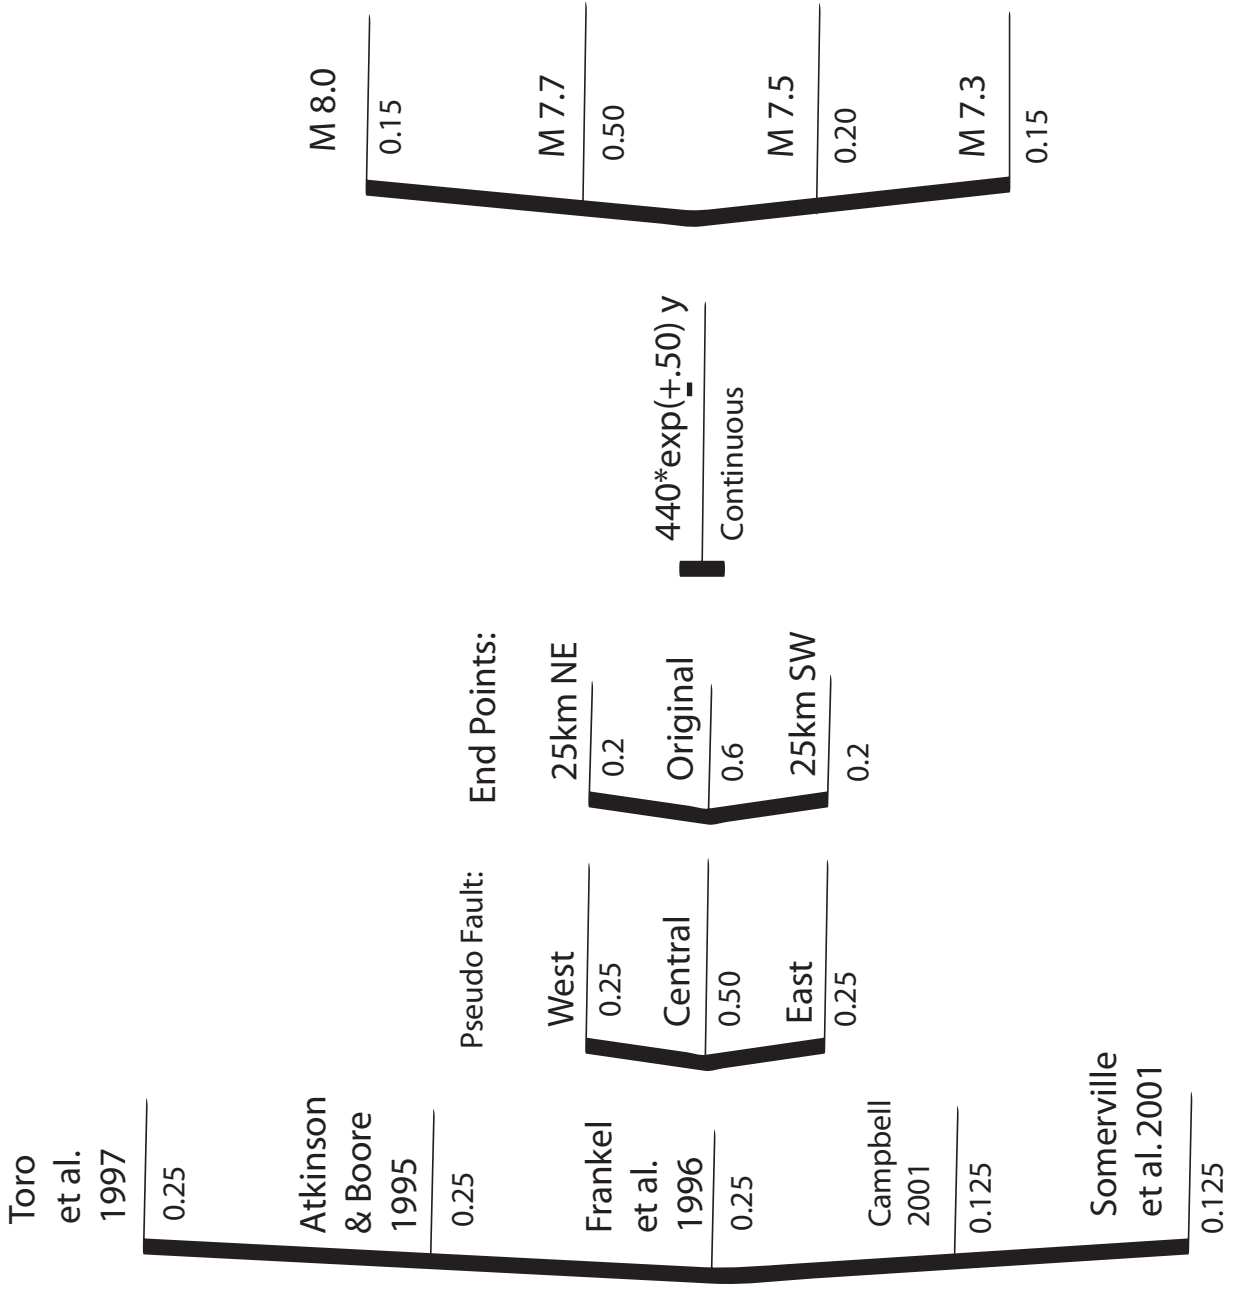 Toro
et al.
1997
0.25
Atkinson
& Boore
1995
0.25
Frankel
et al.
1996
0.25
Campbell
2001
0.125
Somerville
et al. 2001
0.125
Pseudo Fault:
West
0.25
Central
0.50
East
0.25
End Points:
25km NE
0.2
Original
0.6
25km SW
0.2
440*exp(±.50) y
Continuous
M 8.0
0.15
M 7.7
0.50
M 7.5
0.20
M 7.3
0.15